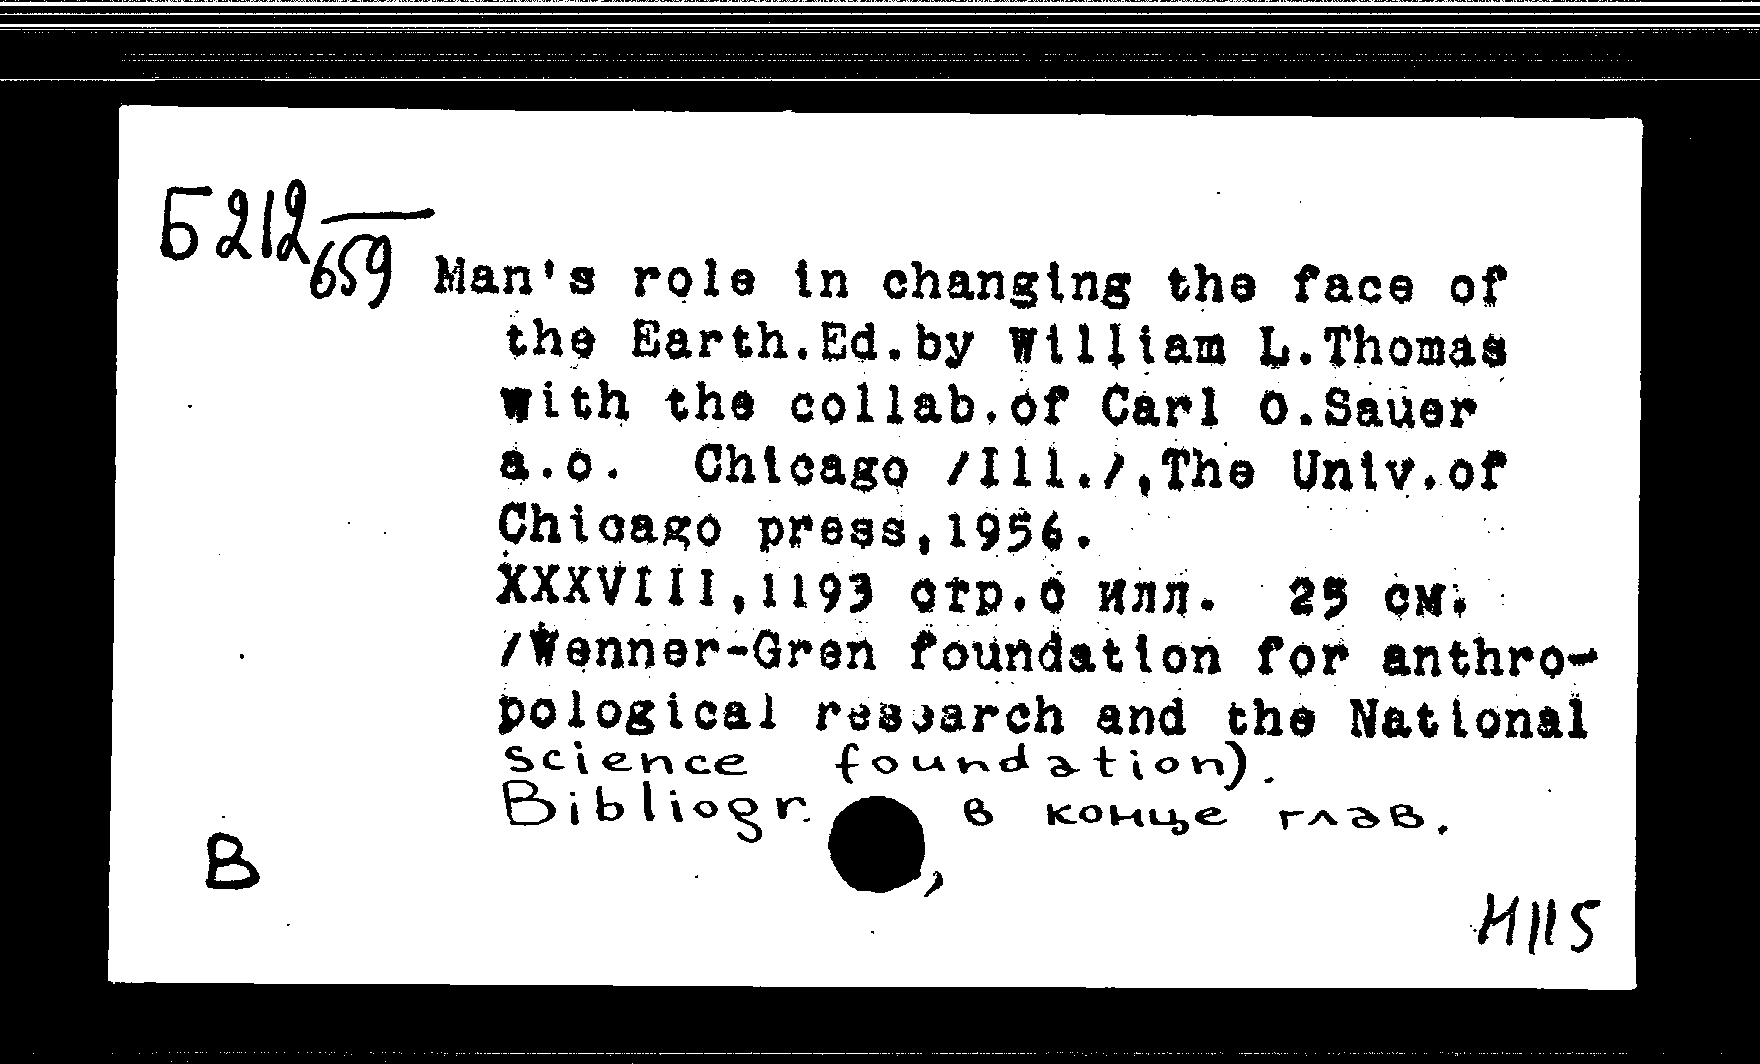 Б 212
659
Man's role in changing the face of
the Earth.Ed.by William L.Thomas
with the collab.of Carl O.Sauer
a.o. Chicago /Ill./,The Univ.of
Chicago press,1956.
XXXVIII,1193 стр.с илл. 25 см.
/Wenner-Gren foundation for anthro-
pological research and the National
science foundation).
Bibliogr. в конце глав.
В
И115